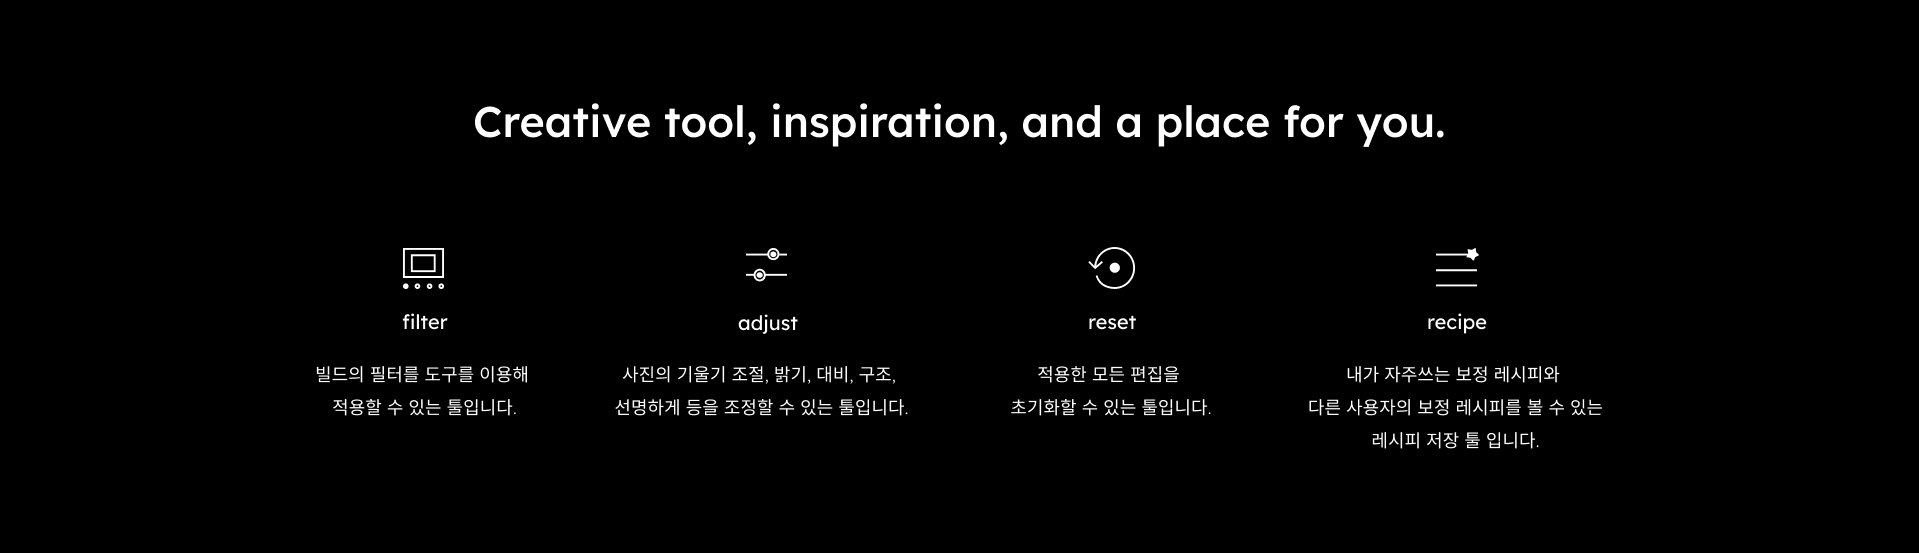 Creative tool, inspiration, and a place for you.
filter
빌드의 필터를 도구를 이용해
적용할 수 있는 툴입니다.
adjust
사진의 기울기 조절, 밝기, 대비, 구조,
선명하게 등을 조정할 수 있는 툴입니다.
reset
적용한 모든 편집을
초기화할 수 있는 툴입니다.
recipe
내가 자주쓰는 보정 레시피와
다른 사용자의 보정 레시피를 볼 수 있는
레시피 저장 툴 입니다.